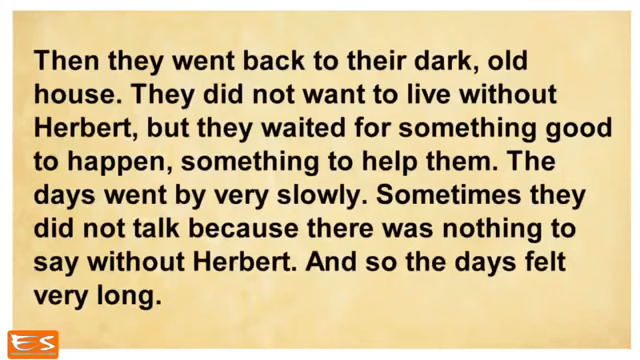 Then they went back to their dark, old
house. They did not want to live without
Herbert, but they waited for something good
to happen, something to help them. The
days went by very slowly. Sometimes they
did not talk because there was nothing to
say without Herbert. And so the days felt
very long.
ES